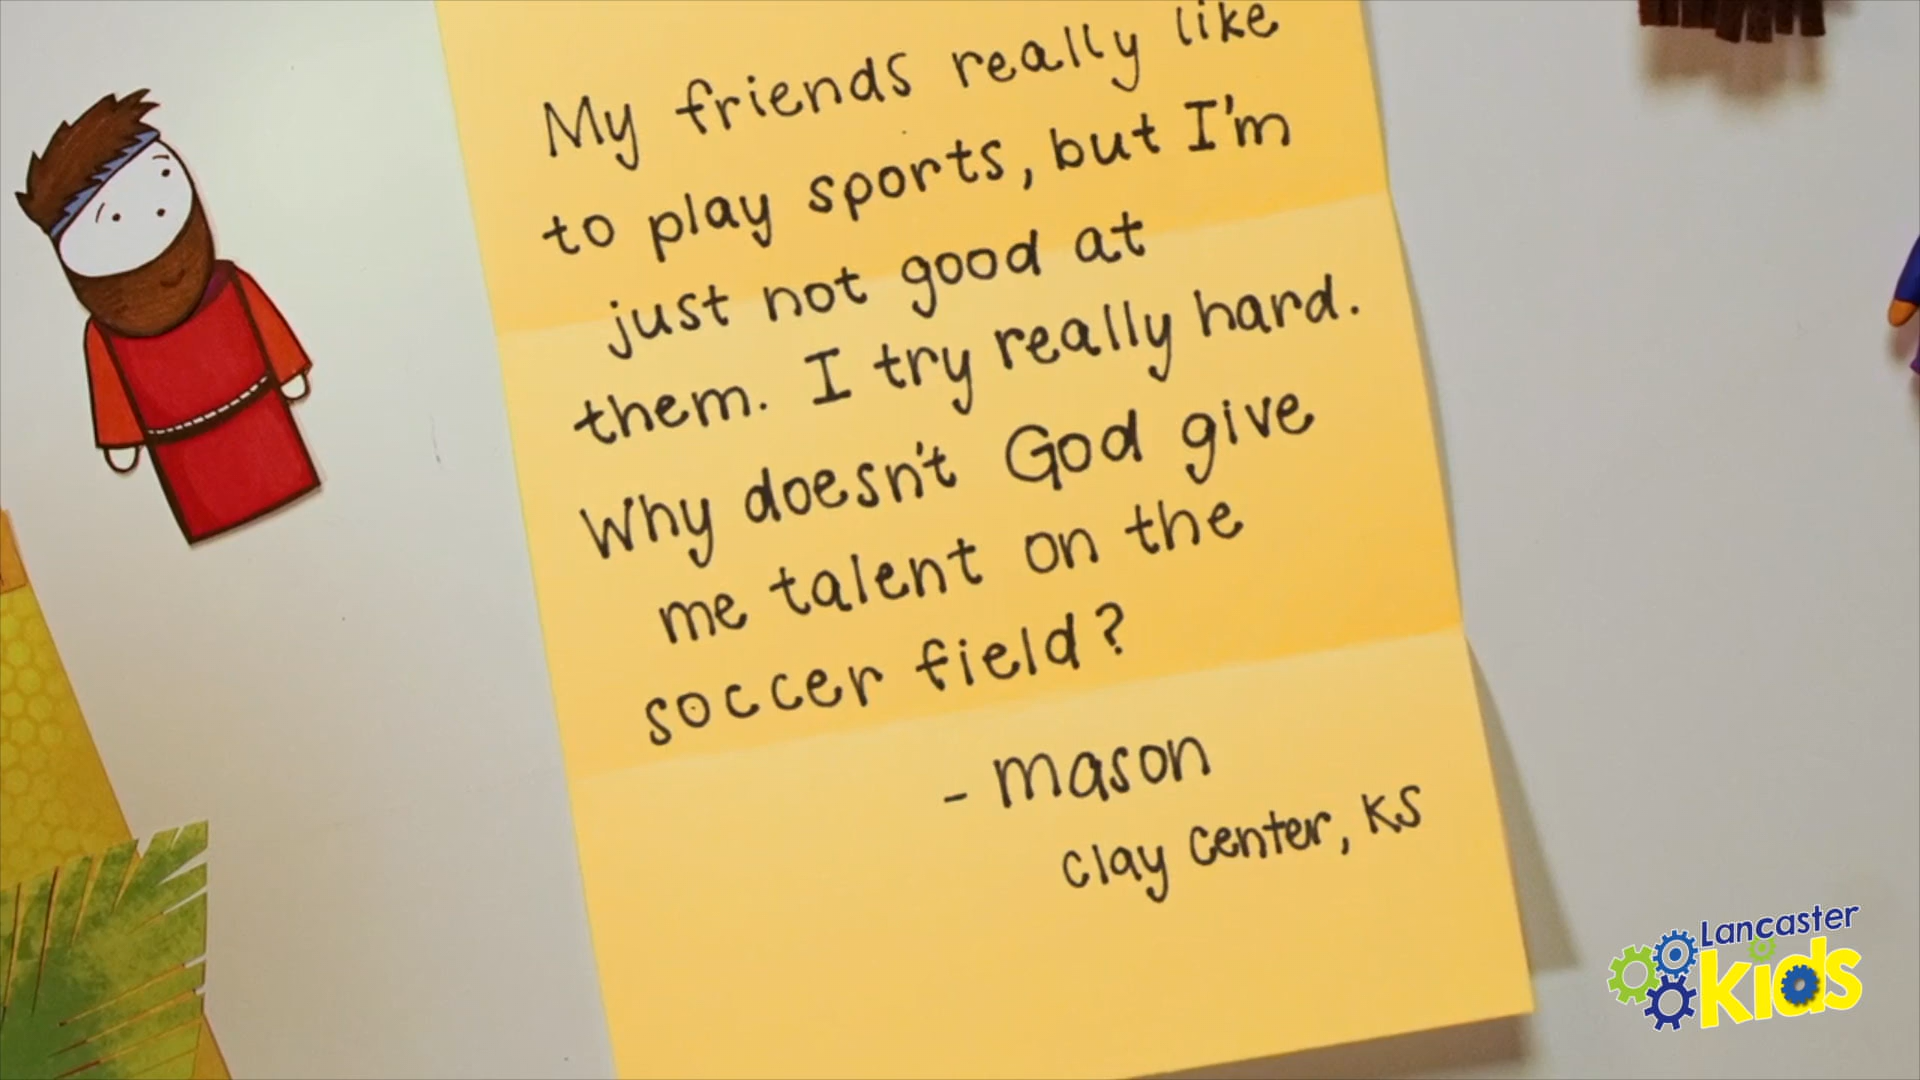 My friends really like
to play sports, but I'm
just not good at
them. I try really hard.
Why doesn't God give
me talent on the
soccer field?
- Mason
Clay Center, KS
Lancaster
kids